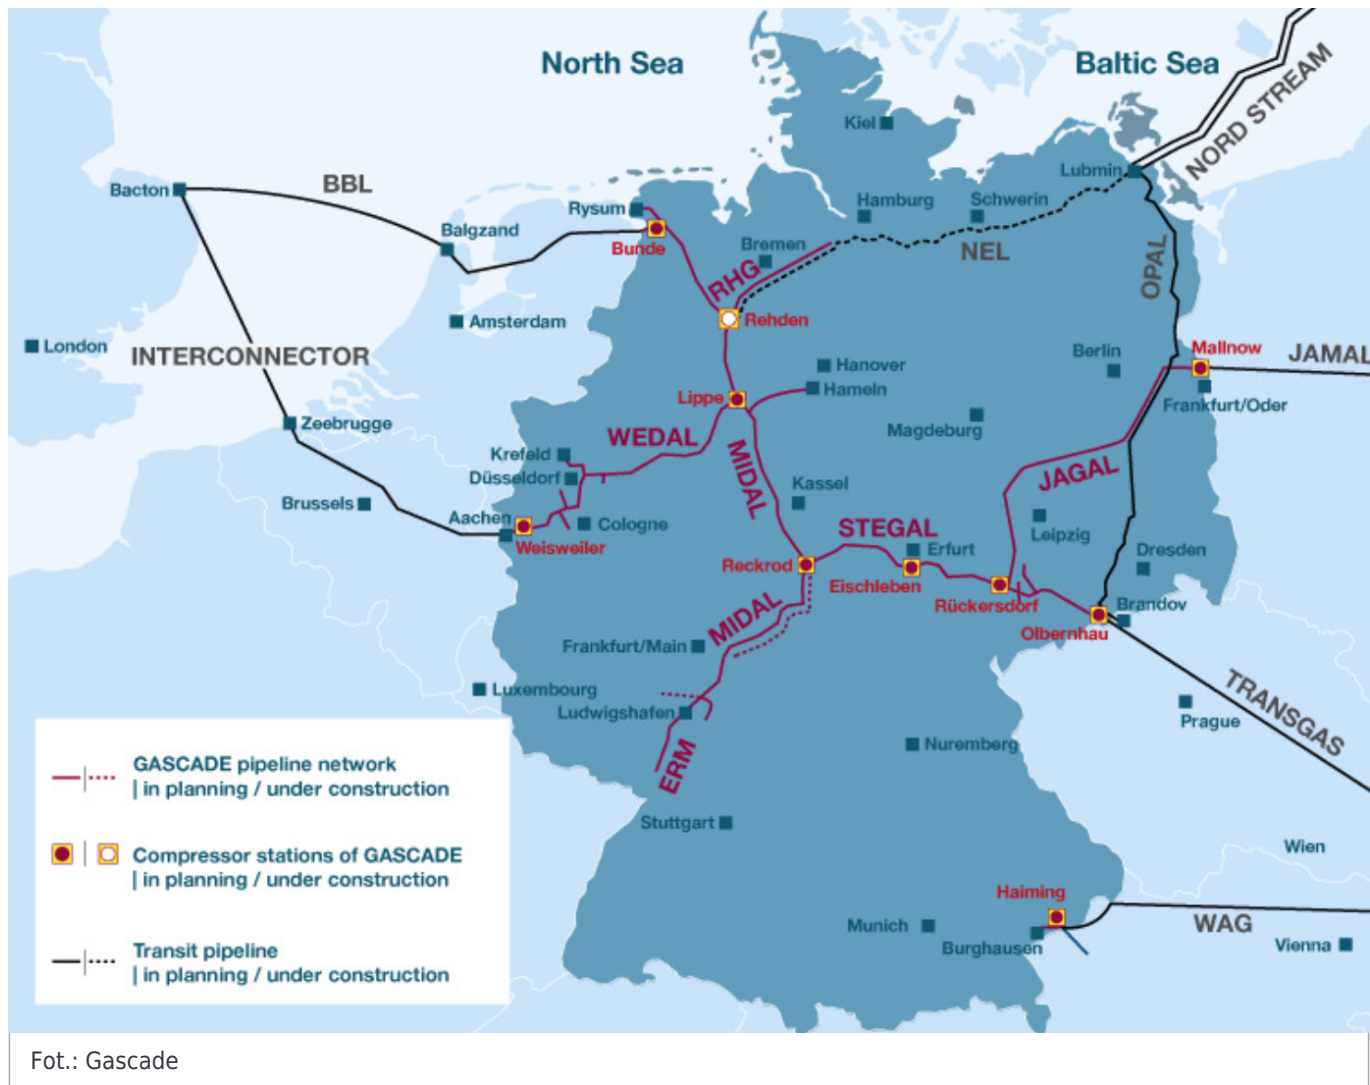 North Sea
Baltic Sea
NORD STREAM
Kiel
Lubmin
Bacton
BBL
Rysum
Hamburg
Schwerin
Balgzand
Bunde
Bremen
NEL
OPAL
RHG
Amsterdam
Rehden
London
INTERCONNECTOR
Hanover
Berlin
Mallnow
JAMAL
Lippe
Hameln
Frankfurt/Oder
Zeebrugge
Magdeburg
WEDAL
Krefeld
MIDAL
JAGAL
Düsseldorf
Kassel
Brussels
Aachen
Cologne
STEGAL
Leipzig
Weisweiler
Erfurt
Dresden
Reckrod
Eischleben
Rückersdorf
Brandov
MIDAL
Olbernhau
Frankfurt/Main
Luxembourg
TRANSGAS
Ludwigshafen
Prague
Nuremberg
ERM
GASCADE pipeline network
| in planning / under construction
Stuttgart
Compressor stations of GASCADE
| in planning / under construction
Wien
Haiming
Munich
WAG
Burghausen
Vienna
Transit pipeline
| in planning / under construction
Fot.: Gascade